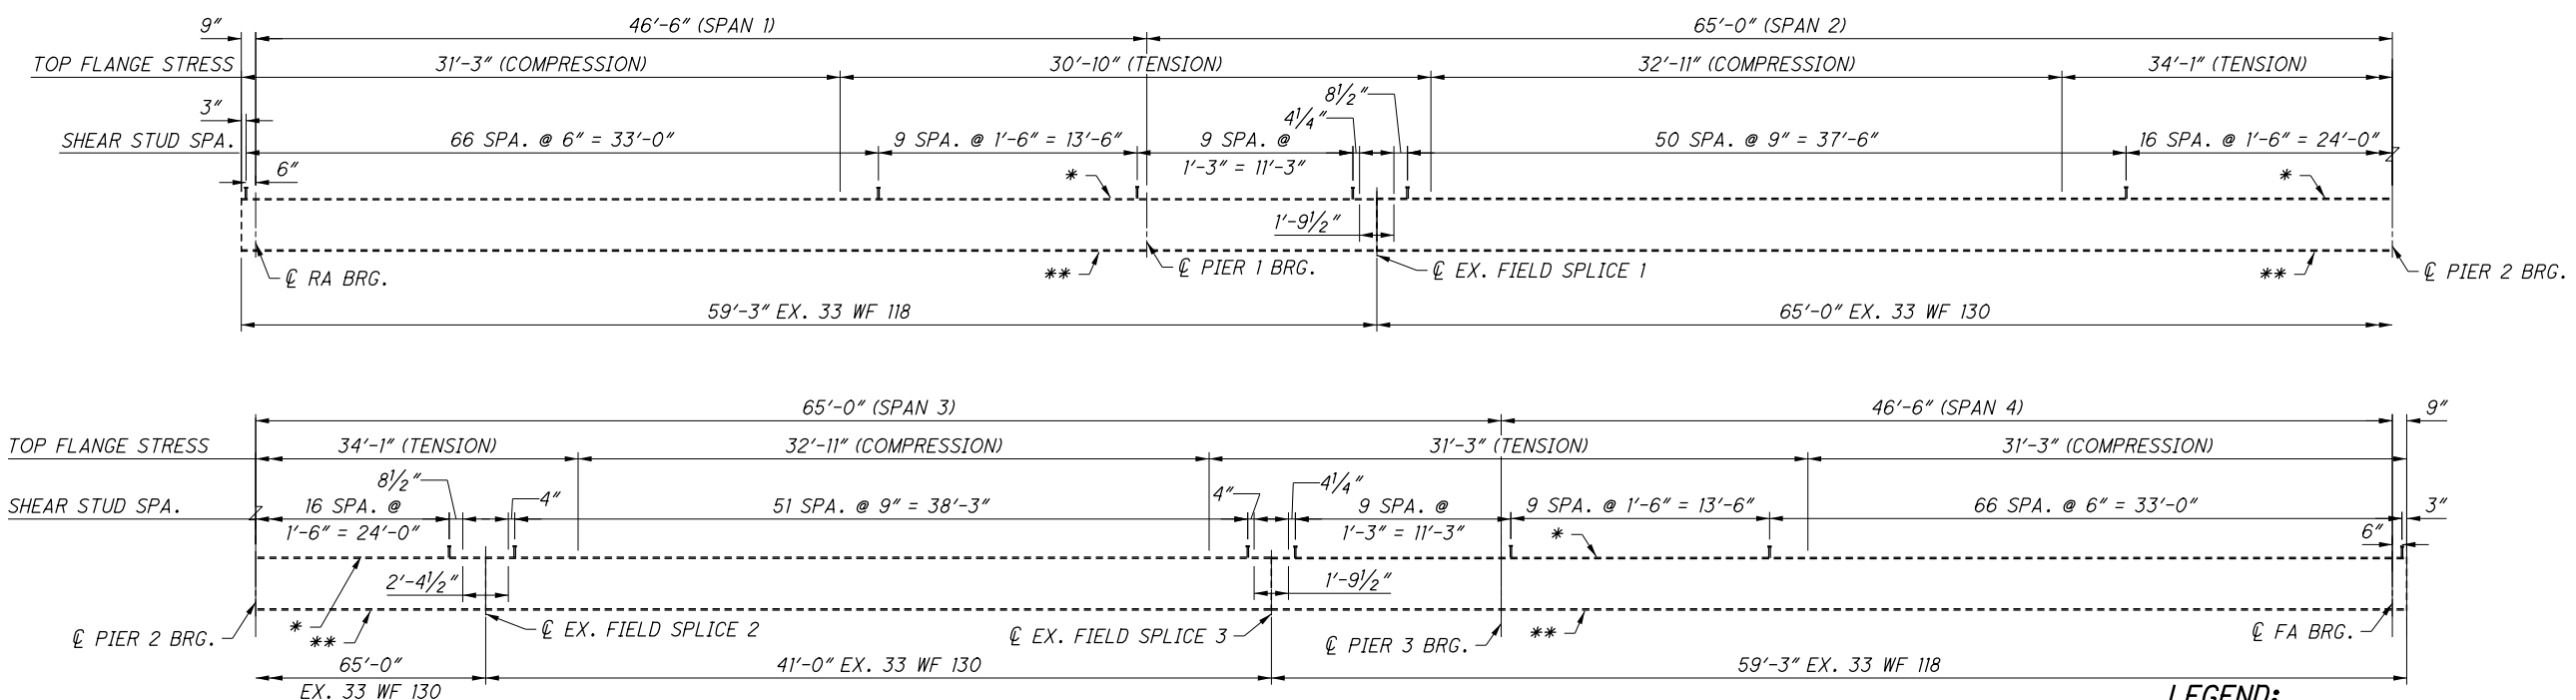 9″ 46′-6″ (SPAN 1) 65′-0″ (SPAN 2)
TOP FLANGE STRESS 31′-3″ (COMPRESSION) 30′-10″ (TENSION) 32′-11″ (COMPRESSION) 34′-1″ (TENSION)
3″ 8½″
4¼″
SHEAR STUD SPA. 66 SPA. @ 6″ = 33′-0″ 9 SPA. @ 1′-6″ = 13′-6″ 9 SPA. @ 50 SPA. @ 9″ = 37′-6″ 16 SPA. @ 1′-6″ = 24′-0″
1′-3″ = 11′-3″
6″ * *
1′-9½″
℄ RA BRG. ** ℄ PIER 1 BRG. ℄ EX. FIELD SPLICE 1 ** ℄ PIER 2 BRG.
59′-3″ EX. 33 WF 118 65′-0″ EX. 33 WF 130
65′-0″ (SPAN 3) 46′-6″ (SPAN 4) 9″
TOP FLANGE STRESS 34′-1″ (TENSION) 32′-11″ (COMPRESSION) 31′-3″ (TENSION) 31′-3″ (COMPRESSION)
8½″ 4″ 4″ 4¼″
SHEAR STUD SPA. 16 SPA. @ 51 SPA. @ 9″ = 38′-3″ 9 SPA. @ 9 SPA. @ 1′-6″ = 13′-6″ 66 SPA. @ 6″ = 33′-0″ 3″
1′-6″ = 24′-0″ 1′-3″ = 11′-3″ * 6″
2′-4½″ 1′-9½″
℄ PIER 2 BRG. * ** ℄ EX. FIELD SPLICE 2 ℄ EX. FIELD SPLICE 3 ℄ PIER 3 BRG. ** ℄ FA BRG.
65′-0″ 41′-0″ EX. 33 WF 130 59′-3″ EX. 33 WF 118
EX. 33 WF 130
LEGEND: